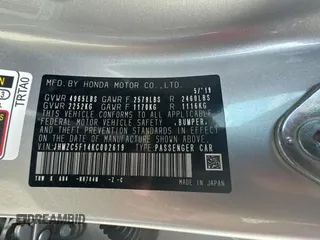 TRTA0
MFD.BY HONDA MOTOR CO.,LTD. 5/'19
GVWR 4965LBS GAWR F 2579LBS R 2460LBS
GVWR 2252KG GAWR F 1170KG R 1116KG
THIS VEHICLE CONFORMS TO ALL APPLICABLE
FEDERAL MOTOR VEHICLE SAFETY, BUMPER,
AND THEFT PREVENTION STANDARDS IN EFFECT
ON THE DATE OF MANUFACTURE SHOWN ABOVE.
VIN:JHMZC5F14KC002619 TYPE:PASSENGER CAR
MADE IN JAPAN